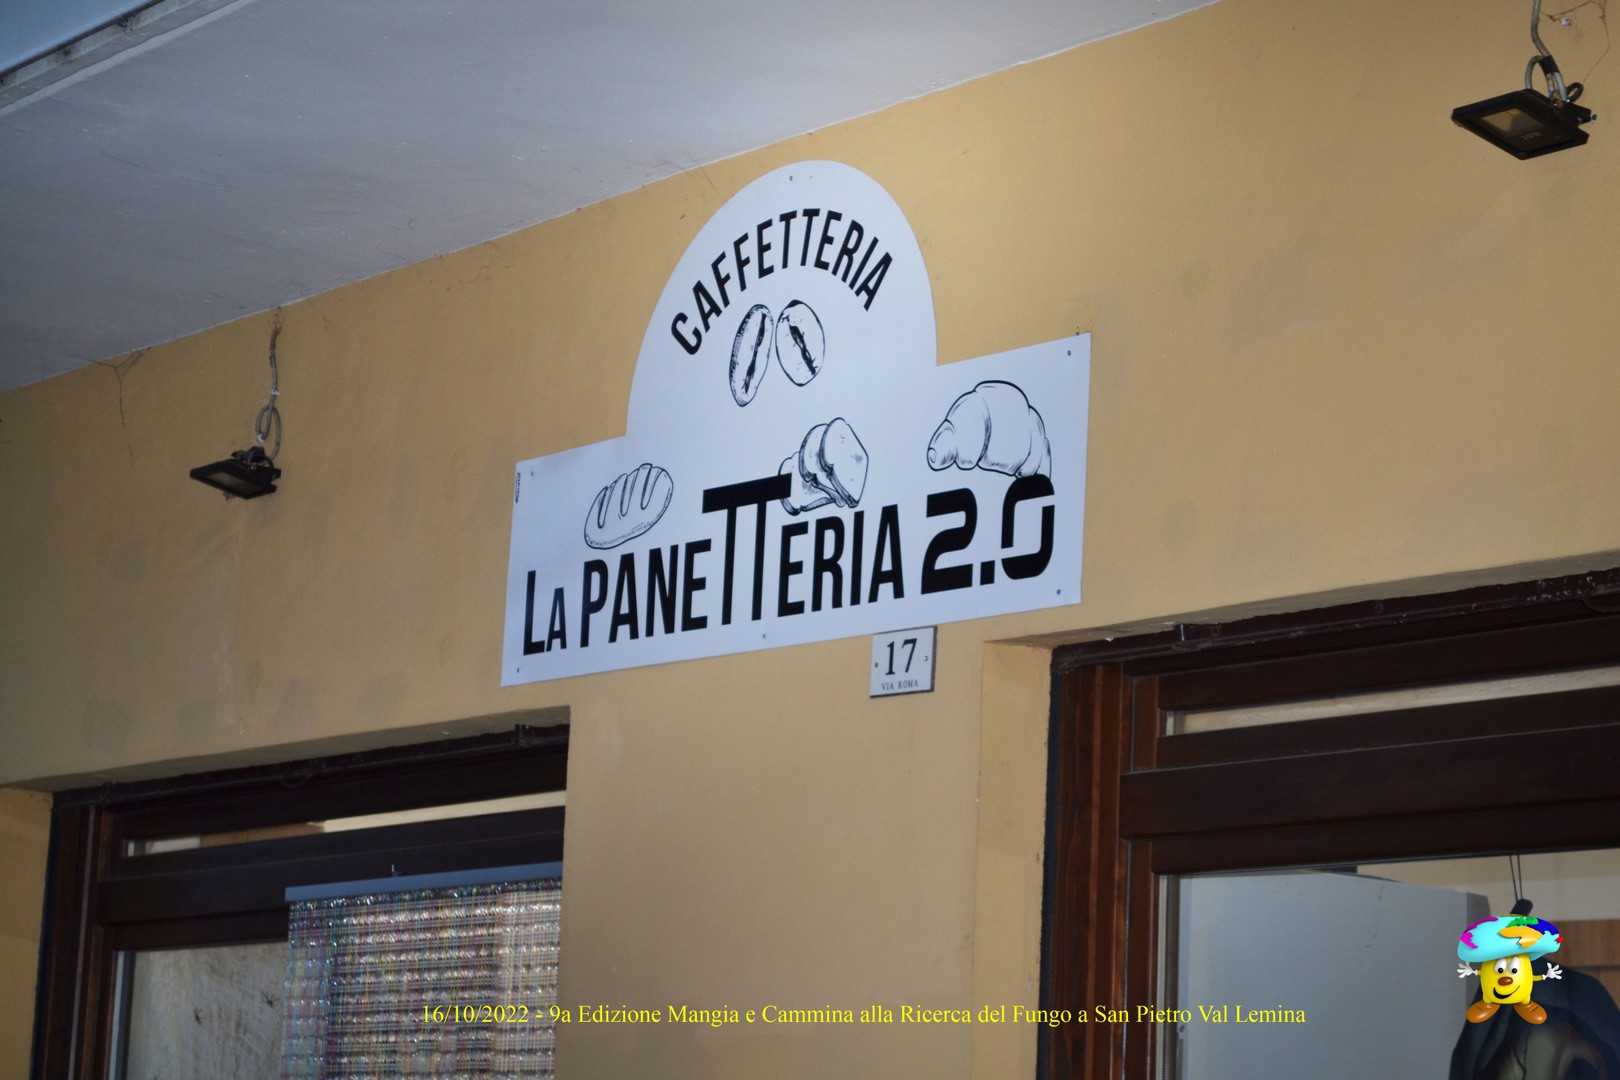 CAFFETTERIA
LA PANETTERIA 2.0
17
VIA ROMA
16/10/2022 - 9a Edizione Mangia e Cammina alla Ricerca del Fungo a San Pietro Val Lemina